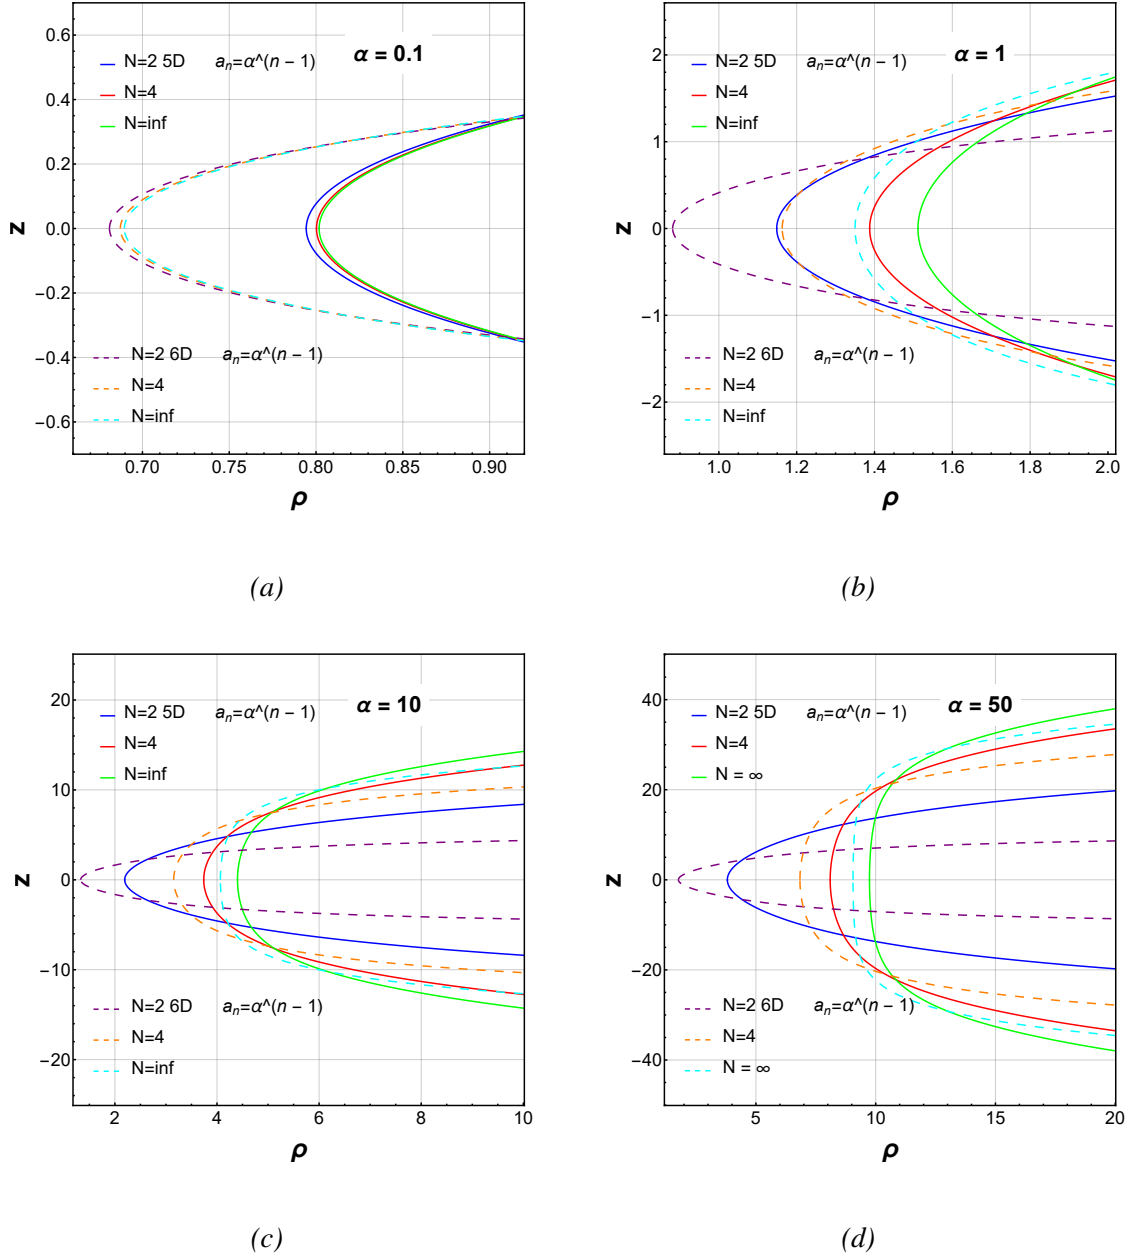 α = 0.1
N=2 5D aₙ=α^(n − 1)
N=4
N=inf
N=2 6D aₙ=α^(n − 1)
N=4
N=inf
0.6
0.4
0.2
0.0
−0.2
−0.4
−0.6
z
0.70 0.75 0.80 0.85 0.90
ρ
(a)
α = 1
N=2 5D aₙ=α^(n − 1)
N=4
N=inf
N=2 6D aₙ=α^(n − 1)
N=4
N=inf
2
1
0
−1
−2
z
1.0 1.2 1.4 1.6 1.8 2.0
ρ
(b)
α = 10
N=2 5D aₙ=α^(n − 1)
N=4
N=inf
N=2 6D aₙ=α^(n − 1)
N=4
N=inf
20
10
0
−10
−20
z
2 4 6 8 10
ρ
(c)
α = 50
N=2 5D aₙ=α^(n − 1)
N=4
N = ∞
N=2 6D aₙ=α^(n − 1)
N=4
N = ∞
40
20
0
−20
−40
z
5 10 15 20
ρ
(d)